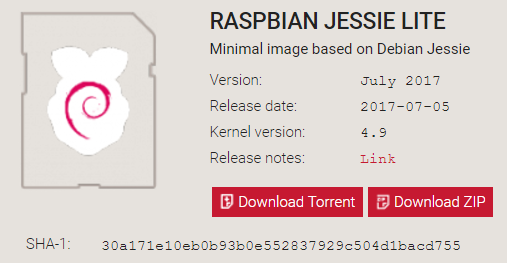 RASPBIAN JESSIE LITE
Minimal image based on Debian Jessie
Version: July 2017
Release date: 2017-07-05
Kernel version: 4.9
Release notes: Link
Download Torrent Download ZIP
SHA-1: 30a171e10eb0b93b0e552837929c504d1bacd755